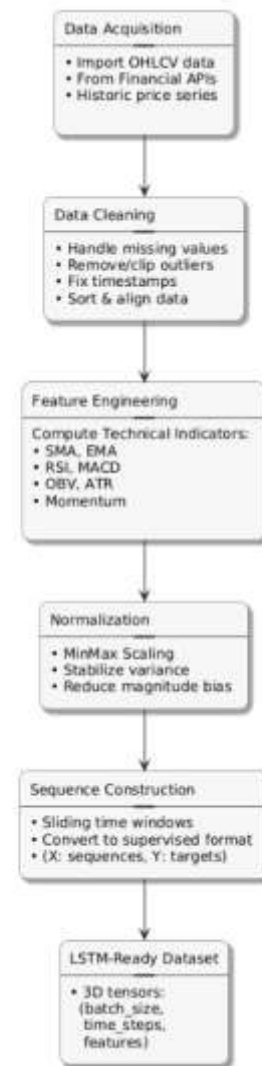 Data Acquisition
• Import OHLCV data
• From Financial APIs
• Historic price series
Data Cleaning
• Handle missing values
• Remove/clip outliers
• Fix timestamps
• Sort & align data
Feature Engineering
Compute Technical Indicators:
• SMA, EMA
• RSI, MACD
• OBV, ATR
• Momentum
Normalization
• MinMax Scaling
• Stabilize variance
• Reduce magnitude bias
Sequence Construction
• Sliding time windows
• Convert to supervised format
• (X: sequences, Y: targets)
LSTM-Ready Dataset
• 3D tensors:
(batch_size,
time_steps,
features)